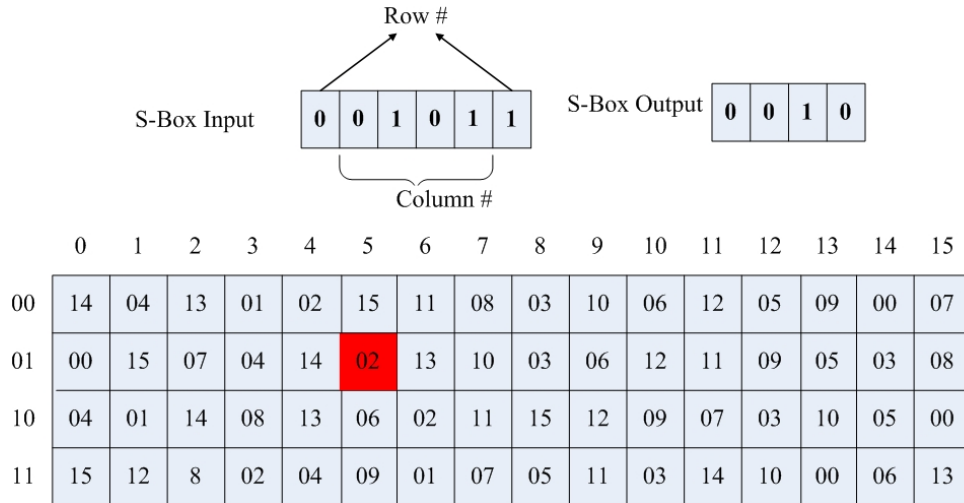 Row #
S-Box Input 0 0 1 0 1 1 S-Box Output 0 0 1 0
Column #
0 1 2 3 4 5 6 7 8 9 10 11 12 13 14 15
00 14 04 13 01 02 15 11 08 03 10 06 12 05 09 00 07
01 00 15 07 04 14 02 13 10 03 06 12 11 09 05 03 08
10 04 01 14 08 13 06 02 11 15 12 09 07 03 10 05 00
11 15 12 8 02 04 09 01 07 05 11 03 14 10 00 06 13